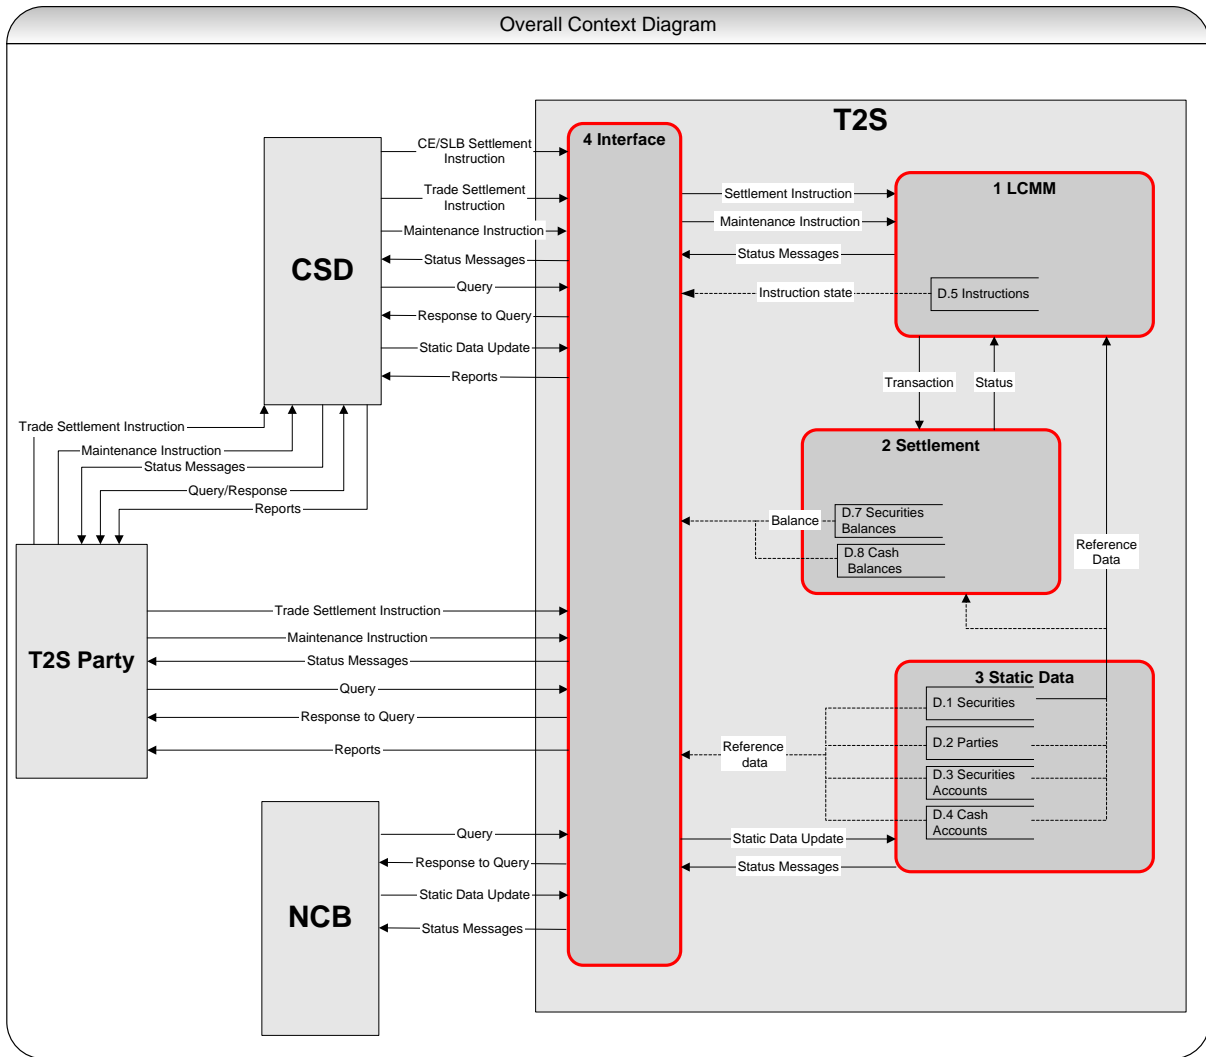 Overall Context Diagram
T2S
4 Interface
CSD
CE/SLB Settlement
Instruction
Trade Settlement
Instruction
Maintenance Instruction
Status Messages
Query
Response to Query
Static Data Update
Reports
Settlement Instruction
Maintenance Instruction
Status Messages
Instruction state
1 LCMM
D.5 Instructions
Transaction
Status
2 Settlement
D.7 Securities
Balances
D.8 Cash
Balances
Balance
Reference
Data
Trade Settlement Instruction
Maintenance Instruction
Status Messages
Query/Response
Reports
T2S Party
Trade Settlement Instruction
Maintenance Instruction
Status Messages
Query
Response to Query
Reports
3 Static Data
D.1 Securities
D.2 Parties
D.3 Securities
Accounts
D.4 Cash
Accounts
Reference
data
Static Data Update
Status Messages
NCB
Query
Response to Query
Static Data Update
Status Messages